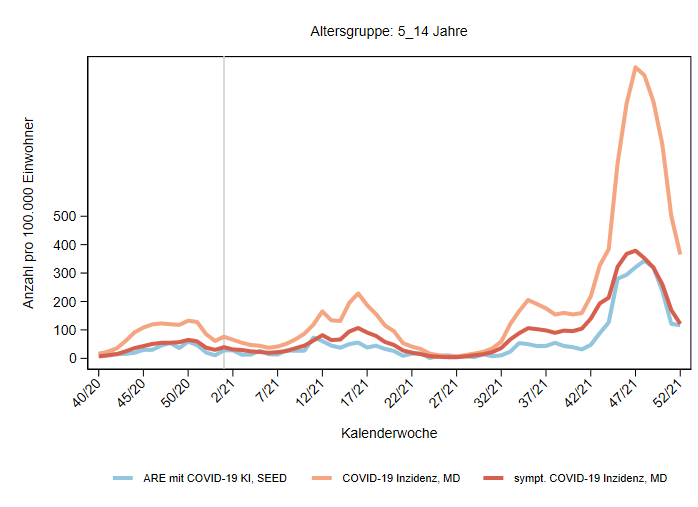 Altersgruppe: 5_14 Jahre
Anzahl pro 100.000 Einwohner
500
400
300
200
100
0
40/20 45/20 50/20 2/21 7/21 12/21 17/21 22/21 27/21 32/21 37/21 42/21 47/21 52/21
Kalenderwoche
ARE mit COVID-19 KI, SEED COVID-19 Inzidenz, MD sympt. COVID-19 Inzidenz, MD